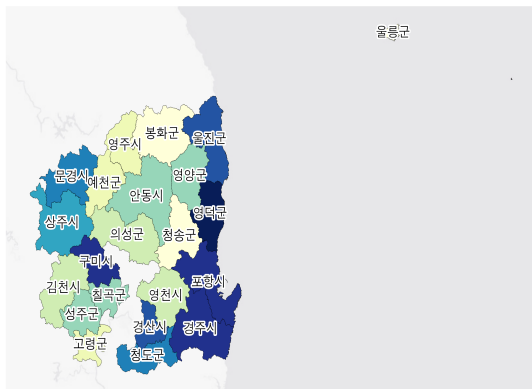 울릉군
봉화군
울진군
영주시
문경시
예천군
영양군
안동시
영덕군
상주시
의성군
청송군
구미시
포항시
김천시
칠곡군
영천시
성주군
경산시
경주시
고령군
청도군